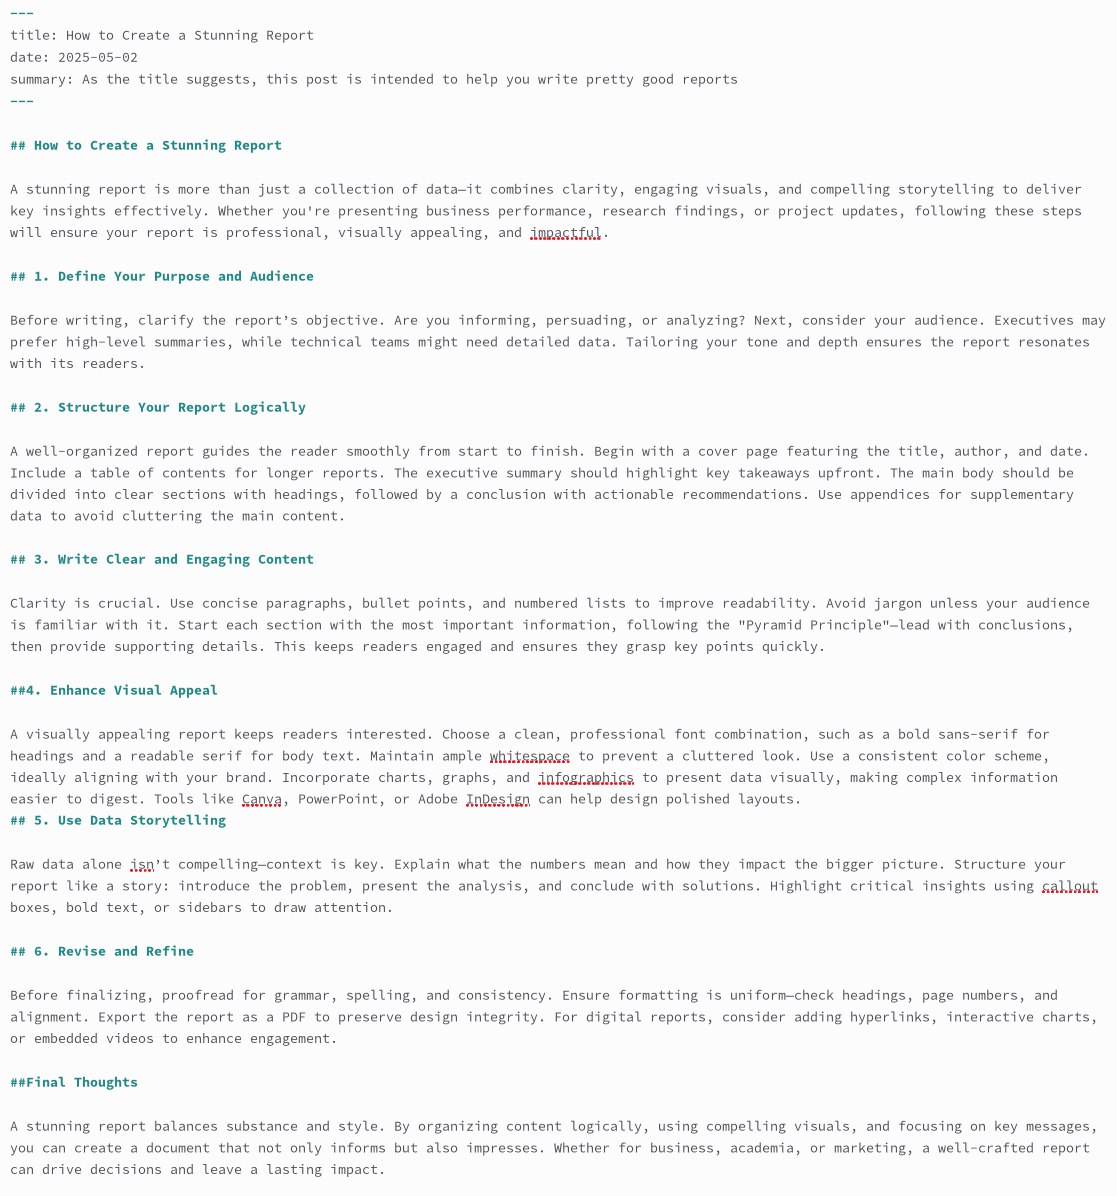 ---
title: How to Create a Stunning Report
date: 2025-05-02
summary: As the title suggests, this post is intended to help you write pretty good reports
---
## How to Create a Stunning Report
A stunning report is more than just a collection of data—it combines clarity, engaging visuals, and compelling storytelling to deliver
key insights effectively. Whether you're presenting business performance, research findings, or project updates, following these steps
will ensure your report is professional, visually appealing, and impactful.
## 1. Define Your Purpose and Audience
Before writing, clarify the report’s objective. Are you informing, persuading, or analyzing? Next, consider your audience. Executives may
prefer high-level summaries, while technical teams might need detailed data. Tailoring your tone and depth ensures the report resonates
with its readers.
## 2. Structure Your Report Logically
A well-organized report guides the reader smoothly from start to finish. Begin with a cover page featuring the title, author, and date.
Include a table of contents for longer reports. The executive summary should highlight key takeaways upfront. The main body should be
divided into clear sections with headings, followed by a conclusion with actionable recommendations. Use appendices for supplementary
data to avoid cluttering the main content.
## 3. Write Clear and Engaging Content
Clarity is crucial. Use concise paragraphs, bullet points, and numbered lists to improve readability. Avoid jargon unless your audience
is familiar with it. Start each section with the most important information, following the "Pyramid Principle"—lead with conclusions,
then provide supporting details. This keeps readers engaged and ensures they grasp key points quickly.
##4. Enhance Visual Appeal
A visually appealing report keeps readers interested. Choose a clean, professional font combination, such as a bold sans-serif for
headings and a readable serif for body text. Maintain ample whitespace to prevent a cluttered look. Use a consistent color scheme,
ideally aligning with your brand. Incorporate charts, graphs, and infographics to present data visually, making complex information
easier to digest. Tools like Canva, PowerPoint, or Adobe InDesign can help design polished layouts.
## 5. Use Data Storytelling
Raw data alone isn’t compelling—context is key. Explain what the numbers mean and how they impact the bigger picture. Structure your
report like a story: introduce the problem, present the analysis, and conclude with solutions. Highlight critical insights using callout
boxes, bold text, or sidebars to draw attention.
## 6. Revise and Refine
Before finalizing, proofread for grammar, spelling, and consistency. Ensure formatting is uniform—check headings, page numbers, and
alignment. Export the report as a PDF to preserve design integrity. For digital reports, consider adding hyperlinks, interactive charts,
or embedded videos to enhance engagement.
##Final Thoughts
A stunning report balances substance and style. By organizing content logically, using compelling visuals, and focusing on key messages,
you can create a document that not only informs but also impresses. Whether for business, academia, or marketing, a well-crafted report
can drive decisions and leave a lasting impact.